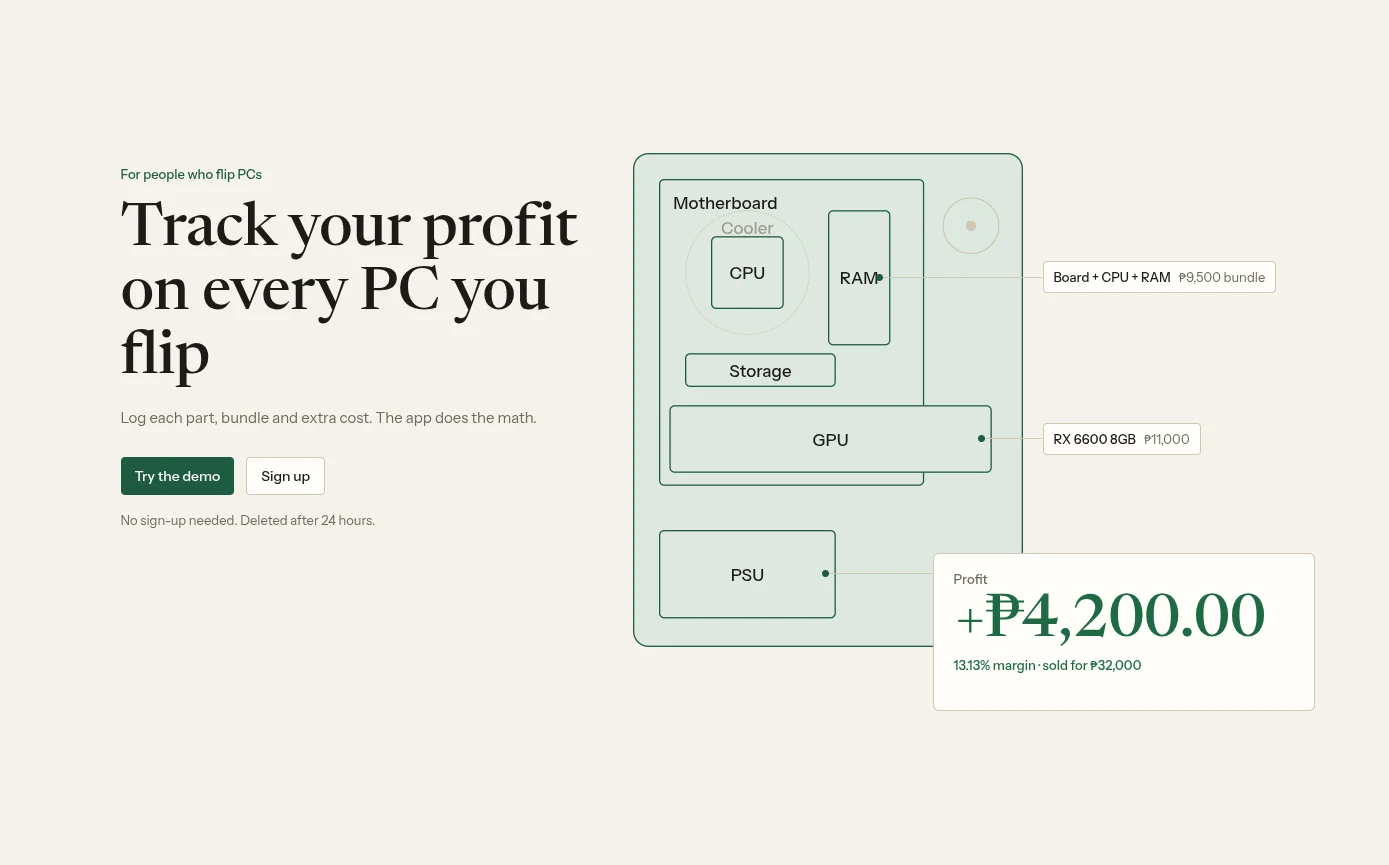 For people who flip PCs
Track your profit
on every PC you
flip
Log each part, bundle and extra cost. The app does the math.
Try the demo
Sign up
No sign-up needed. Deleted after 24 hours.
Motherboard
Cooler
CPU
RAM
Storage
GPU
PSU
Board + CPU + RAM ₱9,500 bundle
RX 6600 8GB ₱11,000
Profit
+₱4,200.00
13.13% margin · sold for ₱32,000